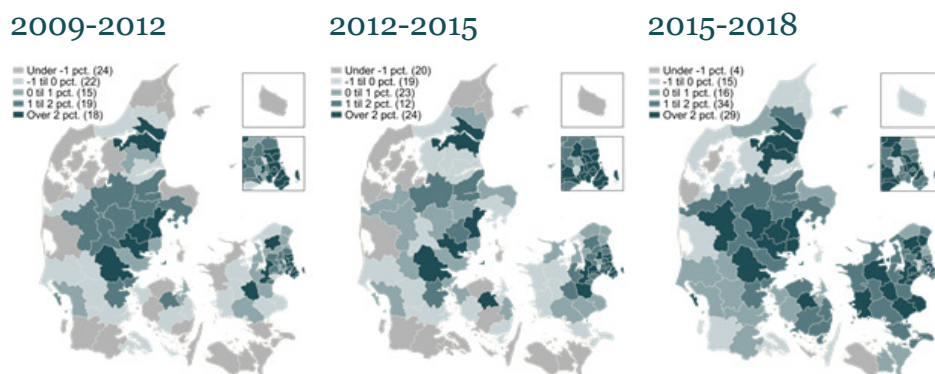 2009-2012
Under -1 pct. (24)
-1 til 0 pct. (22)
0 til 1 pct. (15)
1 til 2 pct. (19)
Over 2 pct. (18)
2012-2015
Under -1 pct. (20)
-1 til 0 pct. (19)
0 til 1 pct. (23)
1 til 2 pct. (12)
Over 2 pct. (24)
2015-2018
Under -1 pct. (4)
-1 til 0 pct. (15)
0 til 1 pct. (16)
1 til 2 pct. (34)
Over 2 pct. (29)